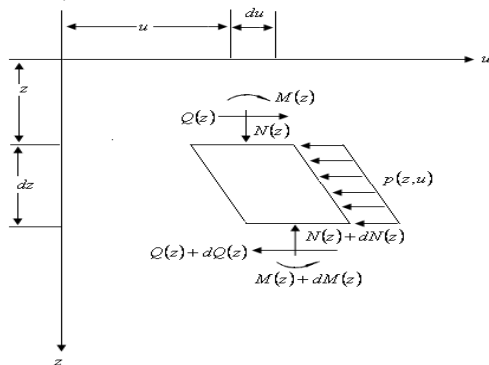 du
u
u
z
M(z)
Q(z)
N(z)
dz
p(z,u)
N(z)+dN(z)
Q(z)+dQ(z)
M(z)+dM(z)
z